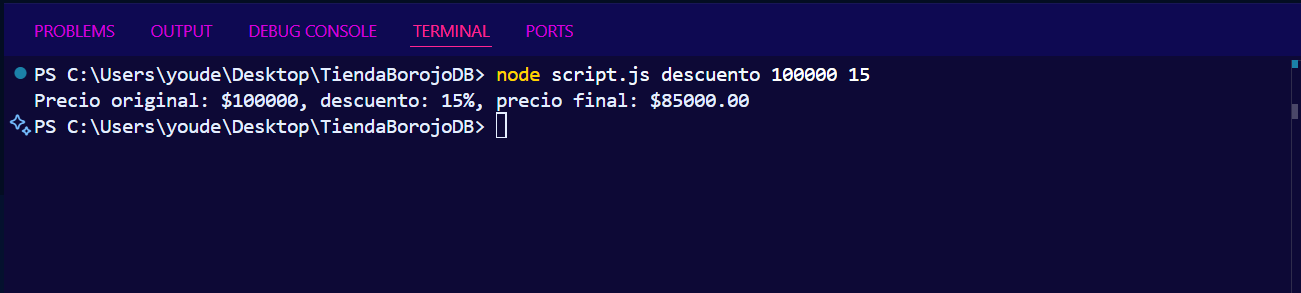 PROBLEMS OUTPUT DEBUG CONSOLE TERMINAL PORTS
PS C:\Users\youde\Desktop\TiendaBorojoDB> node script.js descuento 100000 15
Precio original: $100000, descuento: 15%, precio final: $85000.00
PS C:\Users\youde\Desktop\TiendaBorojoDB>